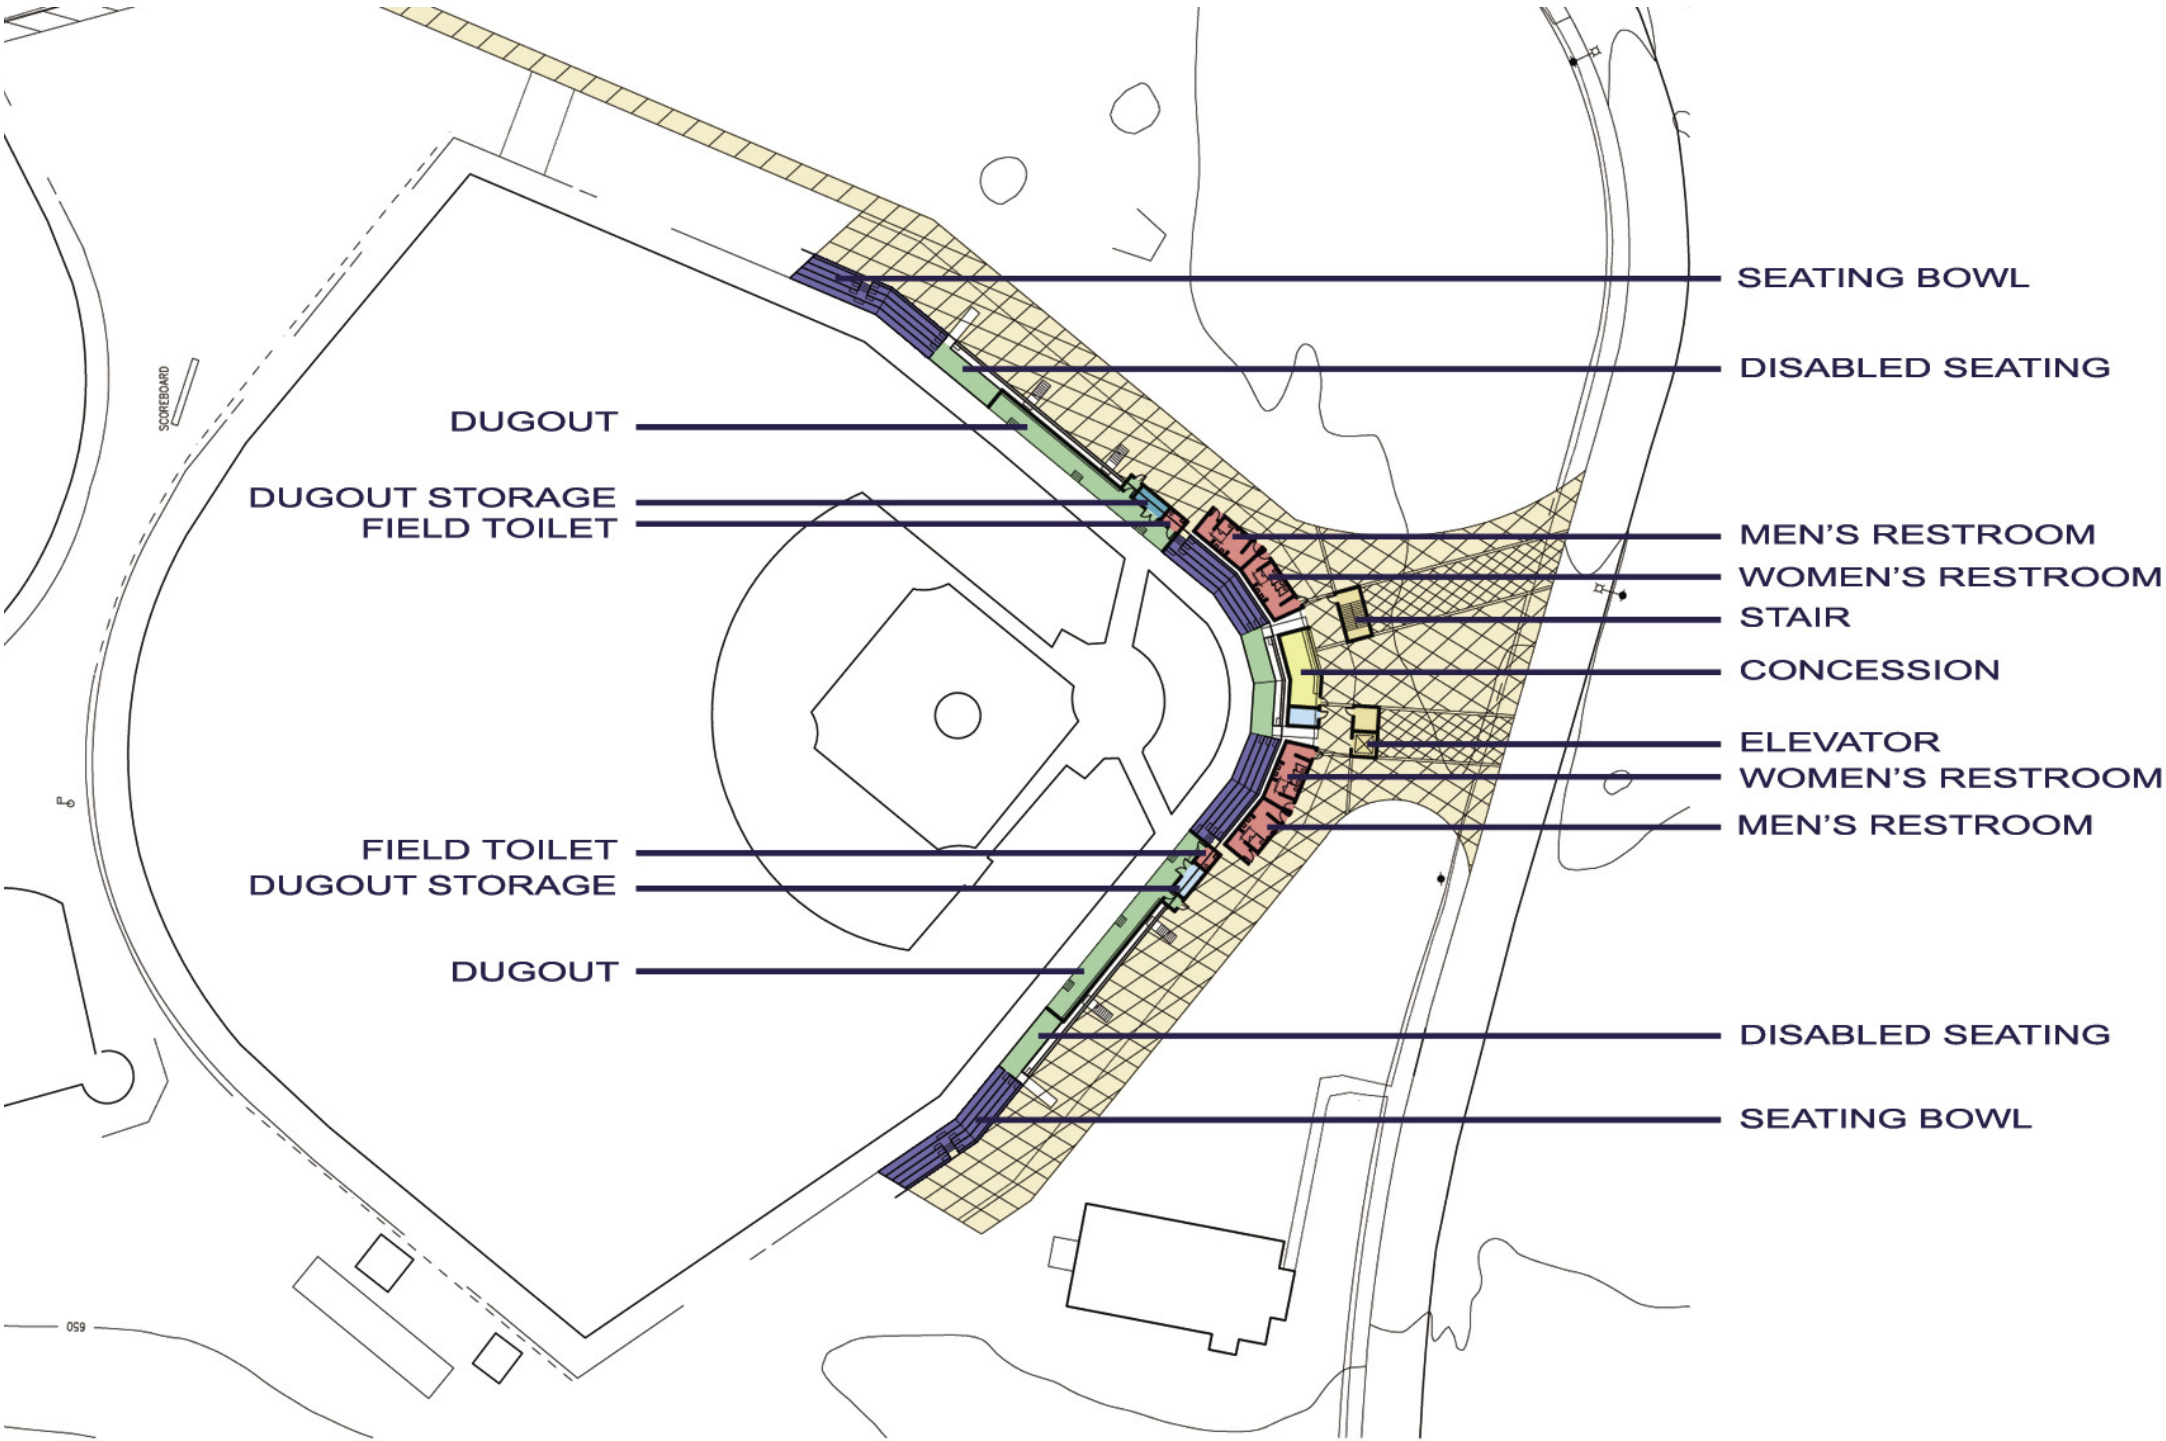 SEATING BOWL
DISABLED SEATING
DUGOUT
DUGOUT STORAGE
FIELD TOILET
MEN'S RESTROOM
WOMEN'S RESTROOM
STAIR
CONCESSION
ELEVATOR
WOMEN'S RESTROOM
MEN'S RESTROOM
FIELD TOILET
DUGOUT STORAGE
DUGOUT
DISABLED SEATING
SEATING BOWL
SCOREBOARD
650